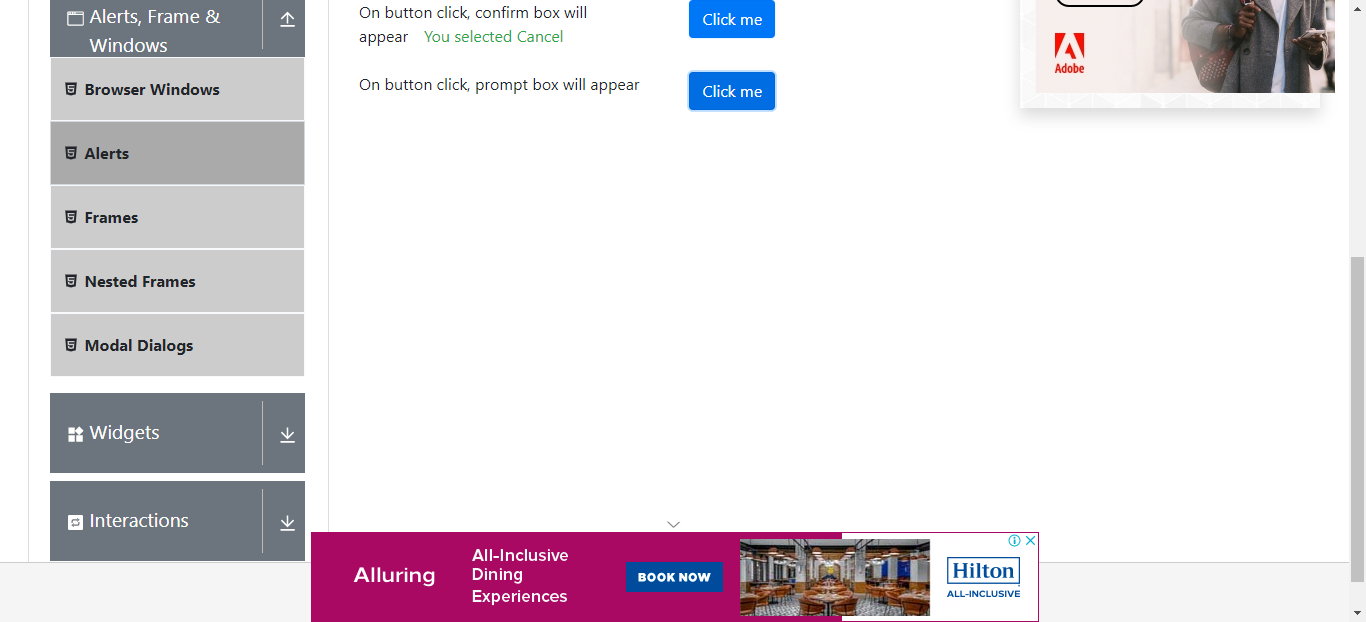 Alerts, Frame &
Windows
Browser Windows
Alerts
Frames
Nested Frames
Modal Dialogs
Widgets
Interactions
On button click, confirm box will
appear You selected Cancel
Click me
On button click, prompt box will appear
Click me
Adobe
Alluring
All-Inclusive
Dining
Experiences
BOOK NOW
Hilton
ALL-INCLUSIVE